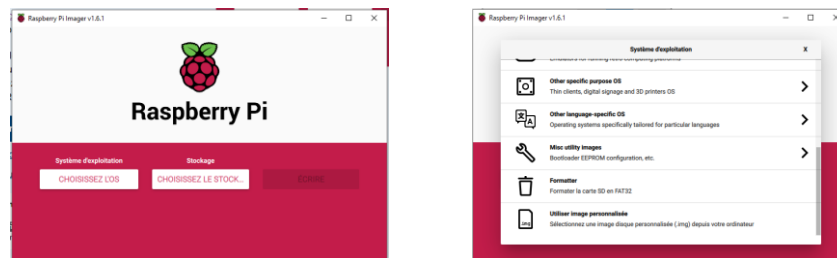 Raspberry Pi Imager v1.6.1
Raspberry Pi
Système d'exploitation
Stockage
CHOISISSEZ L'OS
CHOISISSEZ LE STOCK...
ÉCRIRE
Raspberry Pi Imager v1.6.1
Système d'exploitation
X
Other specific purpose OS
Thin clients, digital signage and 3D printers OS
Other language-specific OS
Operating systems specifically tailored for particular languages
Misc utility images
Bootloader EEPROM configuration, etc.
Formatter
Formater la carte SD en FAT32
.img
Utiliser image personnalisée
Sélectionnez une image disque personnalisée (.img) depuis votre ordinateur